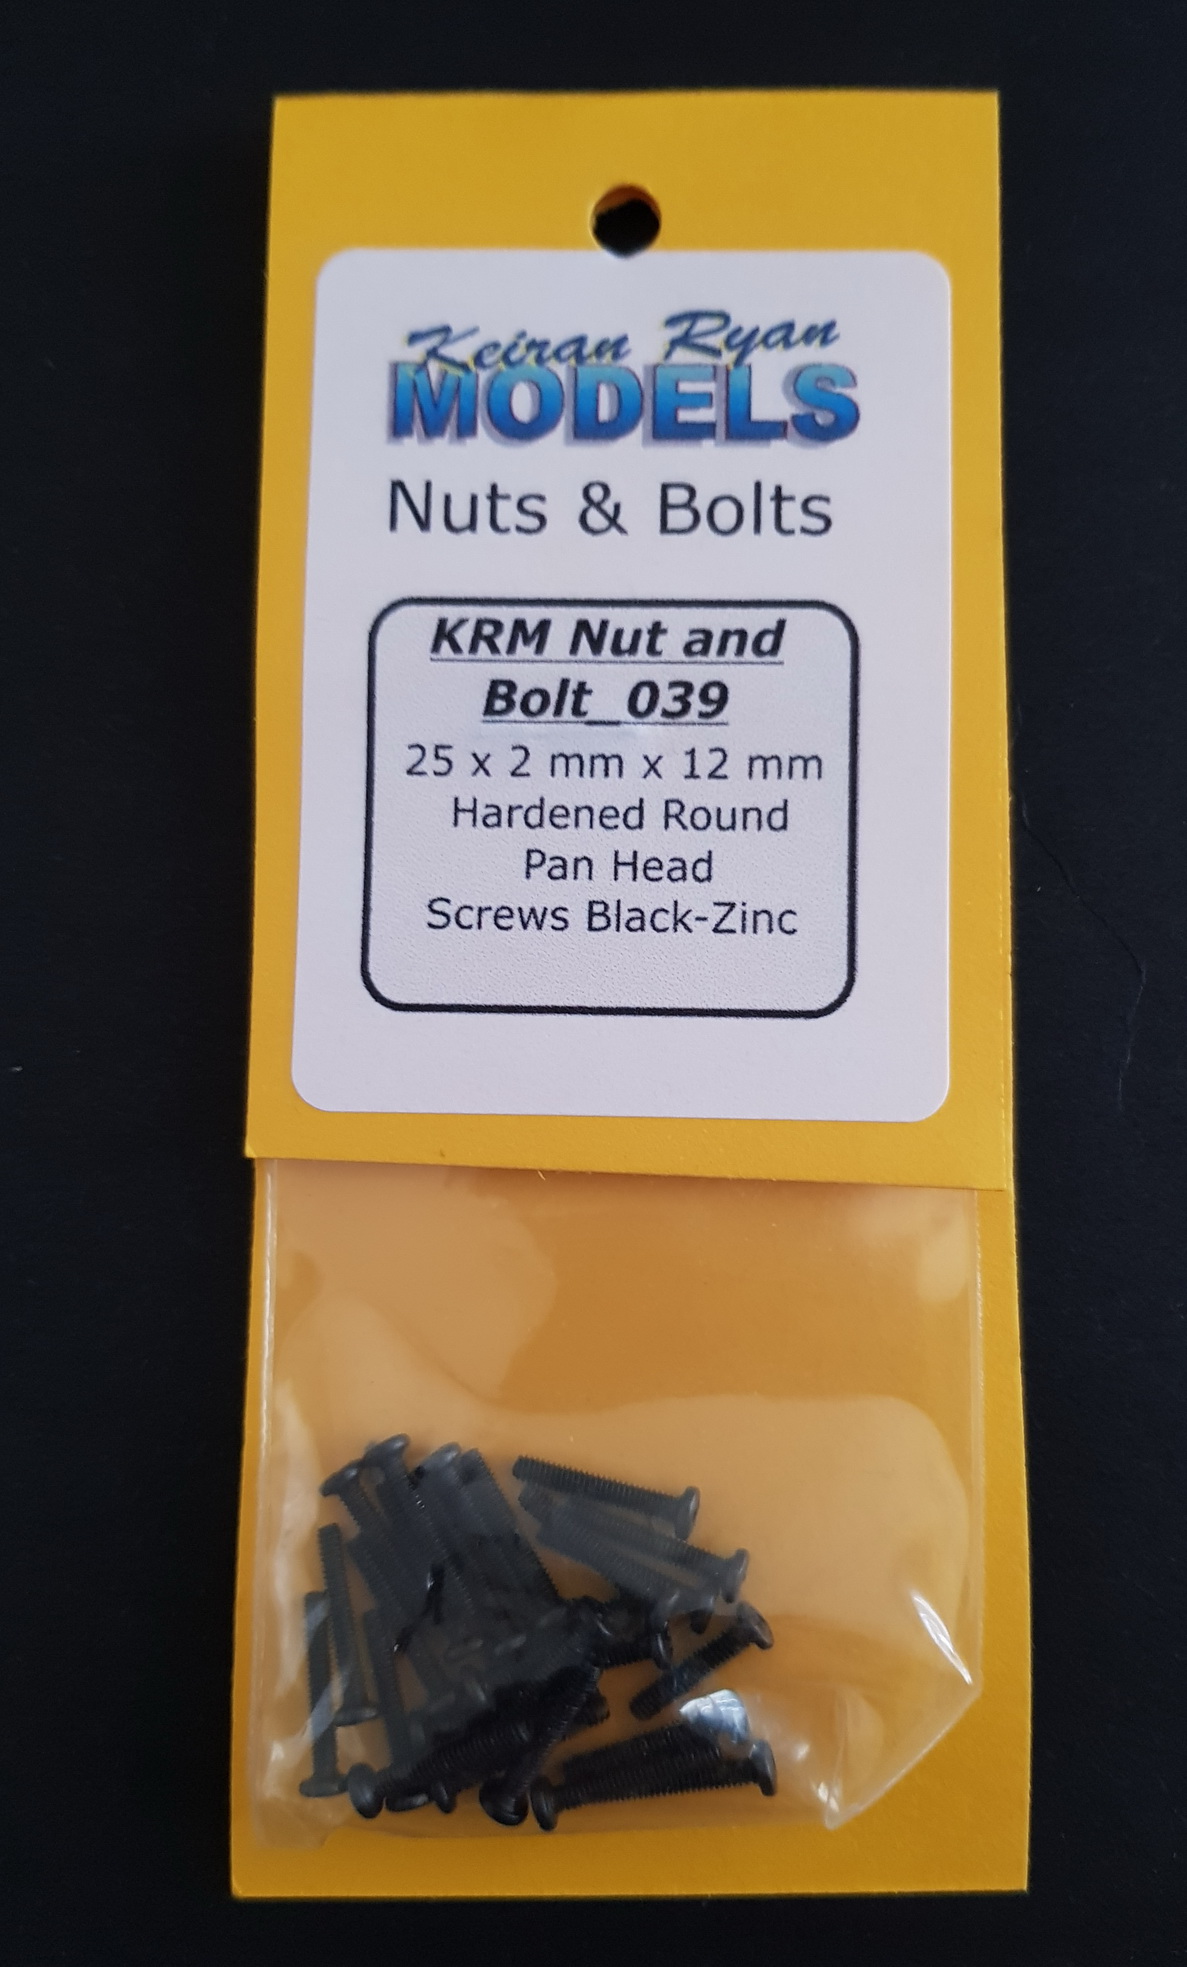 Keiran Ryan
MODELS
Nuts & Bolts
KRM Nut and
Bolt_039
25 x 2 mm x 12 mm
Hardened Round
Pan Head
Screws Black-Zinc